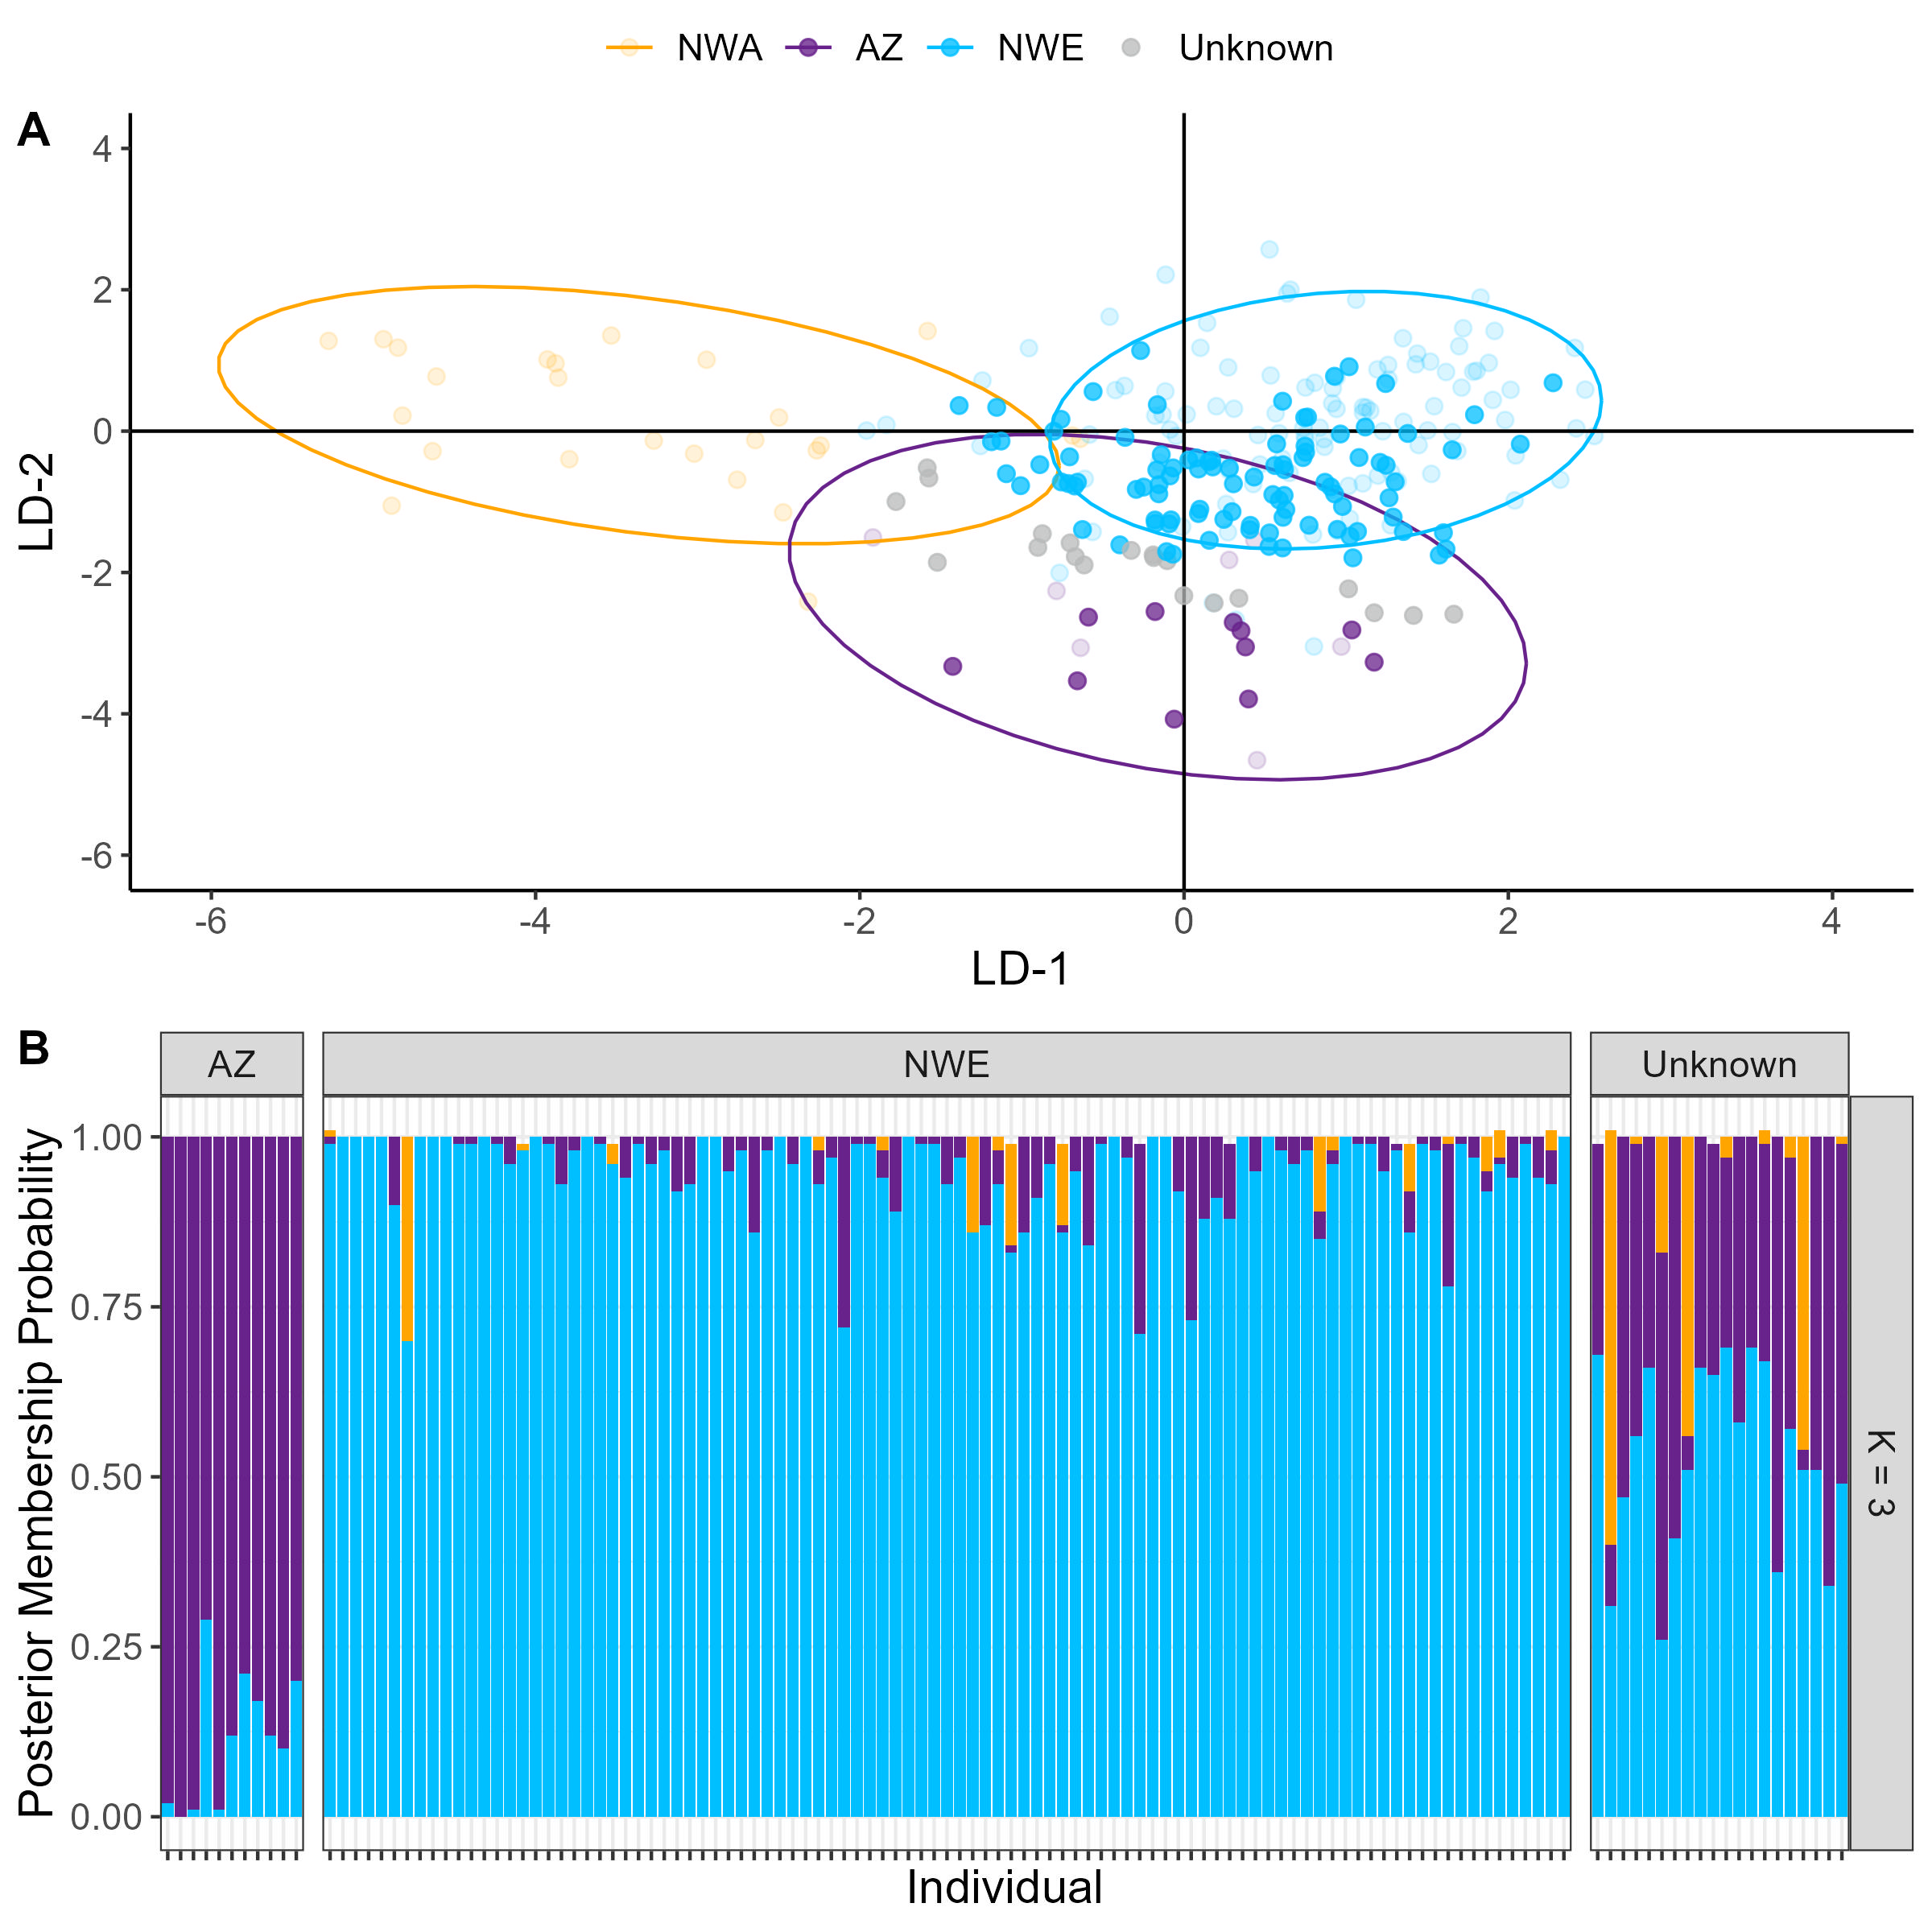 NWA AZ NWE Unknown
A
4
2
0
-2
-4
-6
LD-2
-6 -4 -2 0 2 4
LD-1
B
AZ NWE Unknown
1.00
0.75
0.50
0.25
0.00
Posterior Membership Probability
K = 3
Individual